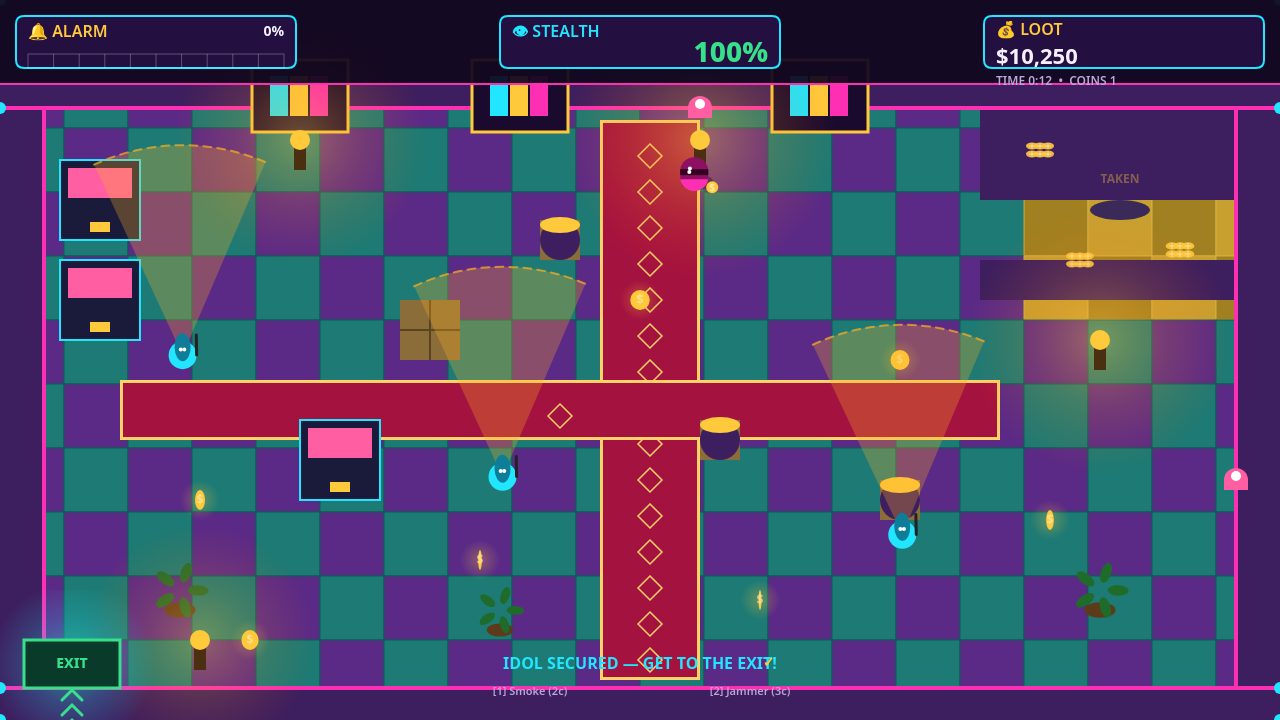 🔔 ALARM 0%
👁 STEALTH
100%
💰 LOOT
$10,250
TIME 0:12 • COINS 1
TAKEN
$
$
$
$
$
$
$
$
EXIT
IDOL SECURED — GET TO THE EXIT!
[1] Smoke (2c) [2] Jammer (3c)